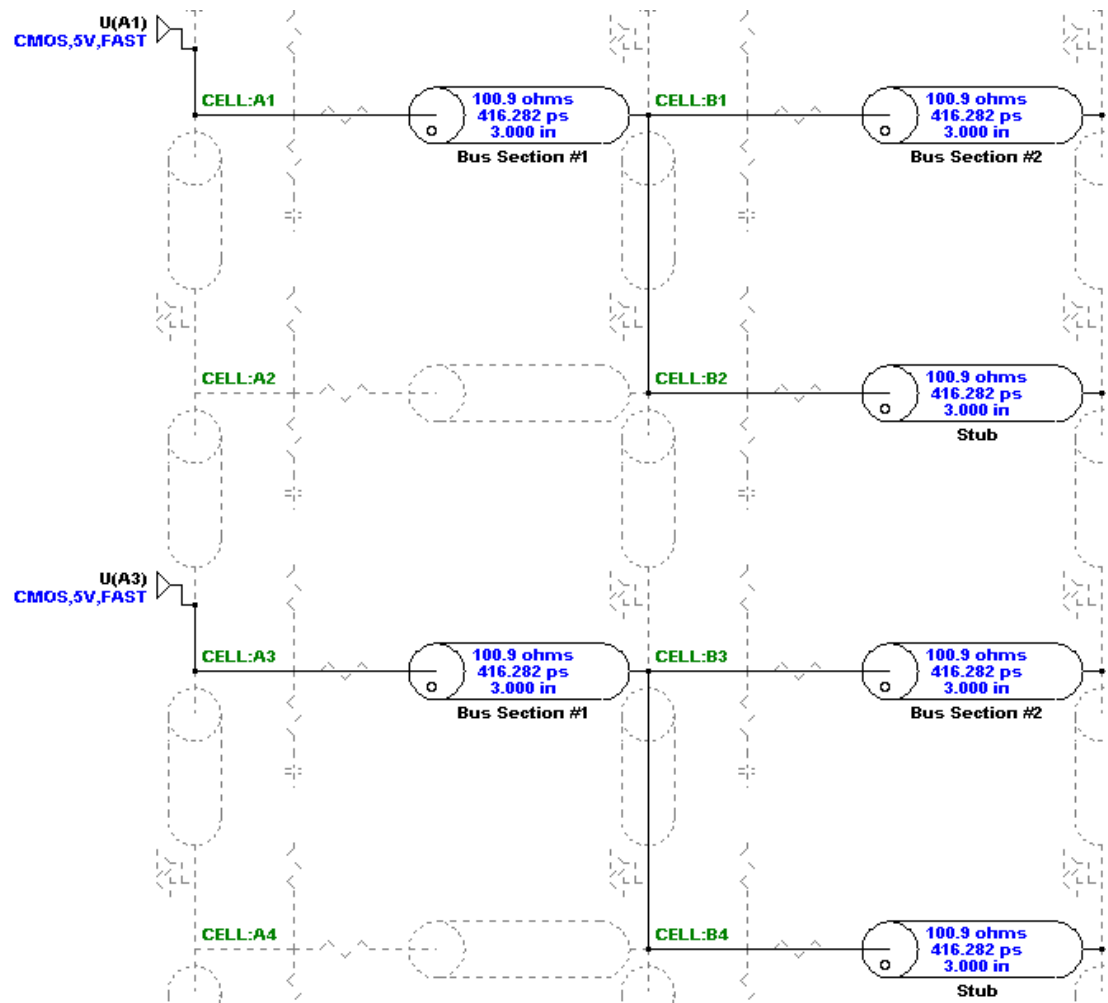 U(A1)
CMOS,5V,FAST
CELL:A1
100.9 ohms
416.282 ps
3.000 in
Bus Section #1
CELL:B1
100.9 ohms
416.282 ps
3.000 in
Bus Section #2
CELL:A2
CELL:B2
100.9 ohms
416.282 ps
3.000 in
Stub
U(A3)
CMOS,5V,FAST
CELL:A3
100.9 ohms
416.282 ps
3.000 in
Bus Section #1
CELL:B3
100.9 ohms
416.282 ps
3.000 in
Bus Section #2
CELL:A4
CELL:B4
100.9 ohms
416.282 ps
3.000 in
Stub